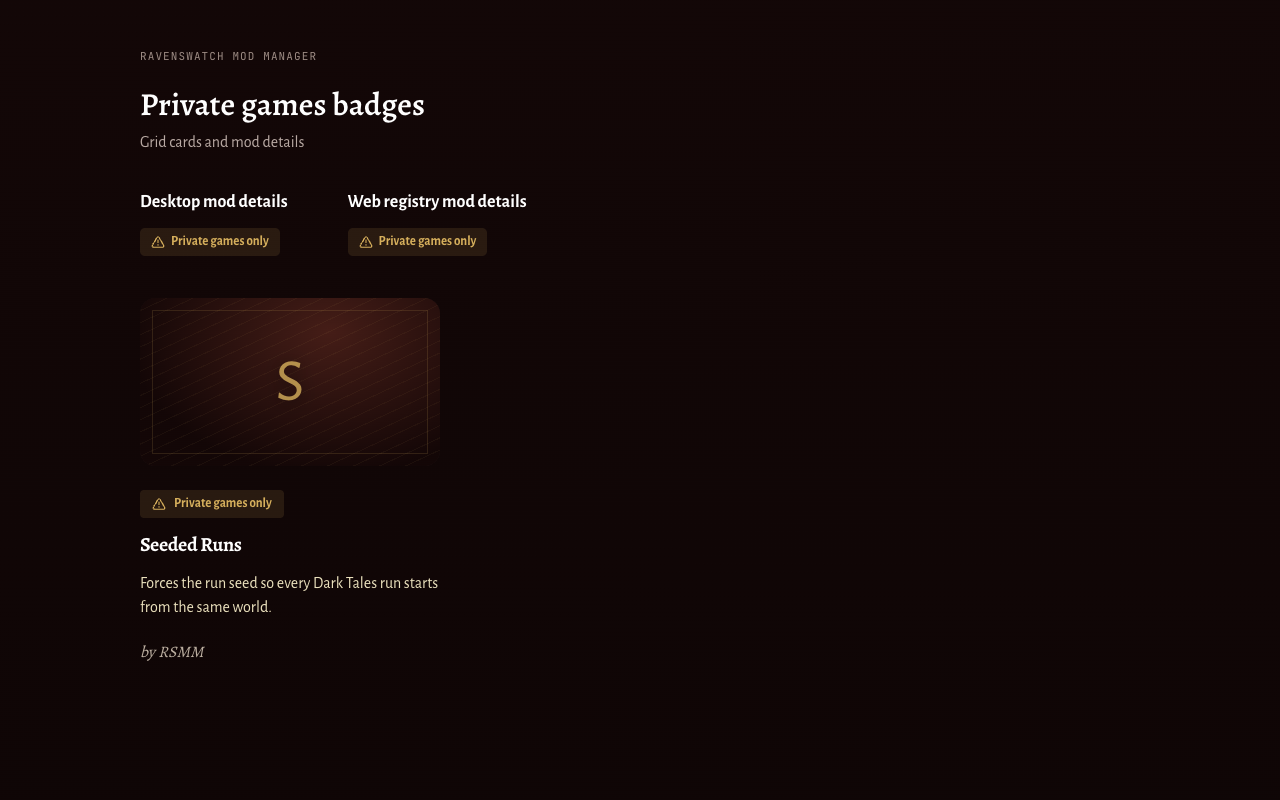 RAVENSWATCH MOD MANAGER
Private games badges
Grid cards and mod details
Desktop mod details
Web registry mod details
Private games only
Private games only
S
Private games only
Seeded Runs
Forces the run seed so every Dark Tales run starts
from the same world.
by RSMM